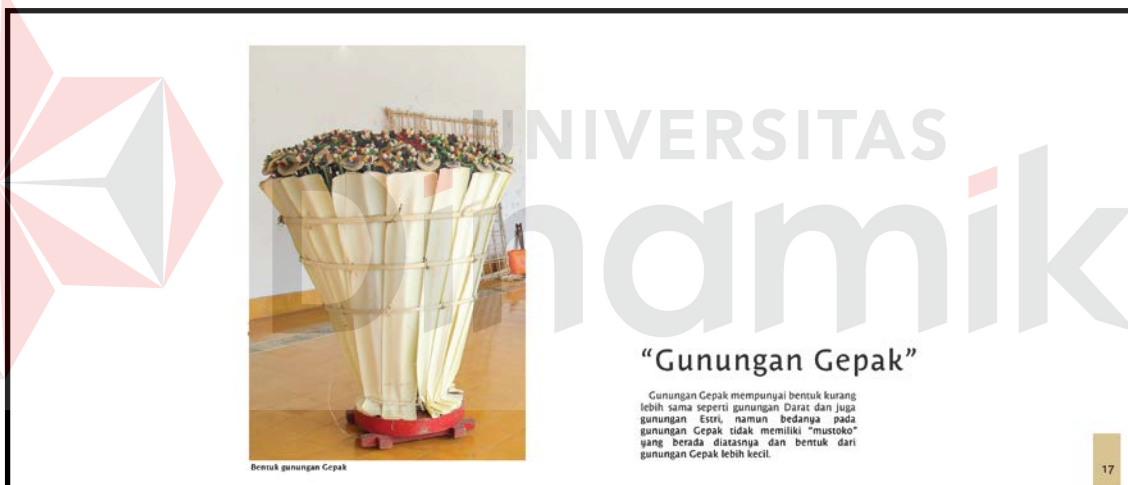 UNIVERSITAS
Dinamik
"Gunungan Gepak"
Gunungan Gepak mempunyai bentuk kurang
lebih sama seperti gunungan Darat dan juga
gunungan Estri, namun bedanya pada
gunungan Gepak tidak memiliki "mustoko"
yang berada diatasnya dan bentuk dari
gunungan Gepak lebih kecil.
Bentuk gunungan Gepak
17